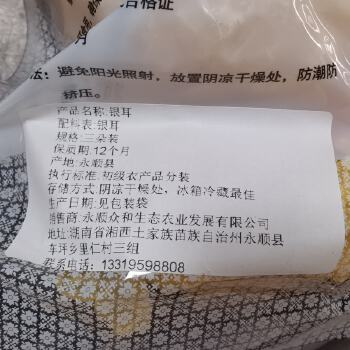 合格证
月
法：避免阳光照射，放置阴凉干燥处，防潮防
挤压。
产品名称:银耳
配料表:银耳
规格:三朵装
保质期:12个月
产地:永顺县
执行标准:初级农产品分装
存储方式:阴凉干燥处，冰箱冷藏最佳
生产日期:见包装袋
销售商:永顺众和生态农业发展有限公司
地址:湖南省湘西土家族苗族自治州永顺县
车坪乡里仁村三组
联系电话:13319598808